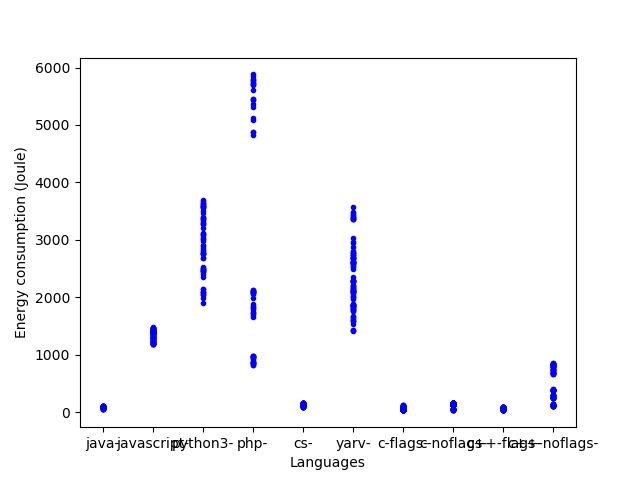 6000
5000
4000
3000
2000
1000
0
Energy consumption (Joule)
java- javascript- python3- php- cs- yarv- c-flags- c-noflags- c++-flags- c++-noflags-
Languages